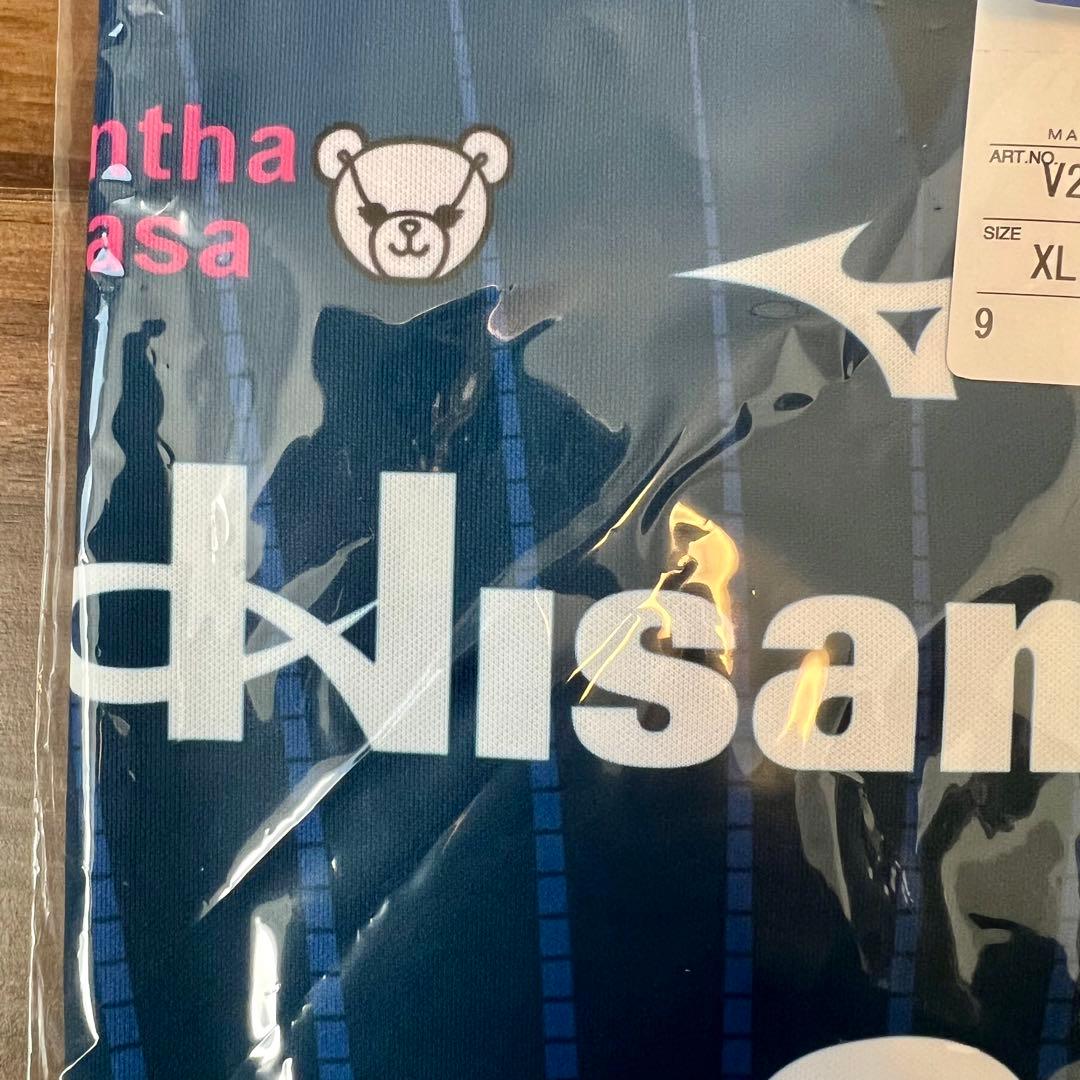 ntha
asa
MA
ART.NO.
V2
SIZE
XL
9
Hisan